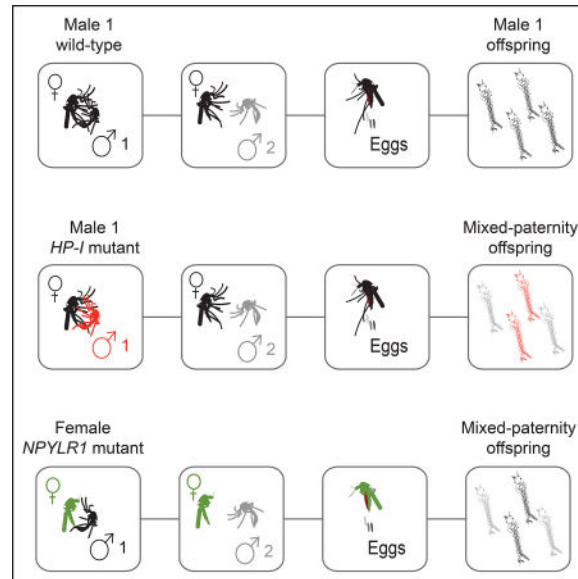 Male 1
wild-type
Male 1
offspring
♀
♂ 1
♀
♂ 2
Eggs
Male 1
HP-I mutant
Mixed-paternity
offspring
♀
♂ 1
♀
♂ 2
Eggs
Female
NPYLR1 mutant
Mixed-paternity
offspring
♀
♂ 1
♀
♂ 2
Eggs